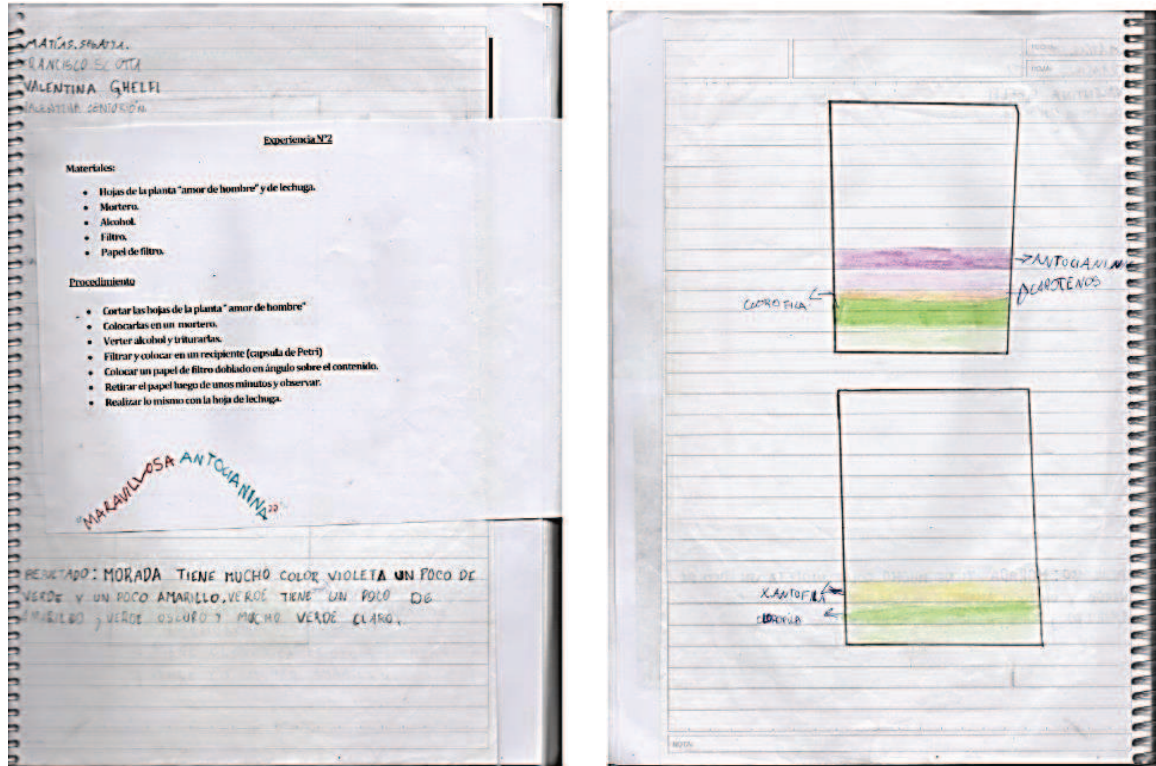 MATÍAS.
FRANCISCO
VALENTINA GHELFI
VALENTINA
Experiencia Nº2
Materiales:
• Hojas de la planta "amor de hombre" y de lechuga.
• Mortero.
• Alcohol.
• Filtro.
• Papel de filtro.
Procedimiento
• Cortar las hojas de la planta " amor de hombre"
• Colocarlas en un mortero.
• Verter alcohol y triturarlas.
• Filtrar y colocar en un recipiente (capsula de Petri)
• Colocar un papel de filtro doblado en ángulo sobre el contenido.
• Retirar el papel luego de unos minutos y observar.
• Realizar lo mismo con la hoja de lechuga.
"MARAVILLOSA ANTOCIANINA"
RESULTADO: MORADA TIENE MUCHO COLOR VIOLETA UN POCO DE
VERDE Y UN POCO AMARILLO. VERDE TIENE UN POCO DE
AMARILLO, VERDE OSCURO Y MUCHO VERDE CLARO.
ANTOCIANINAS
CAROTENOS
CLOROFILA
XANTOFILA
CLOROFILA
NOTA: